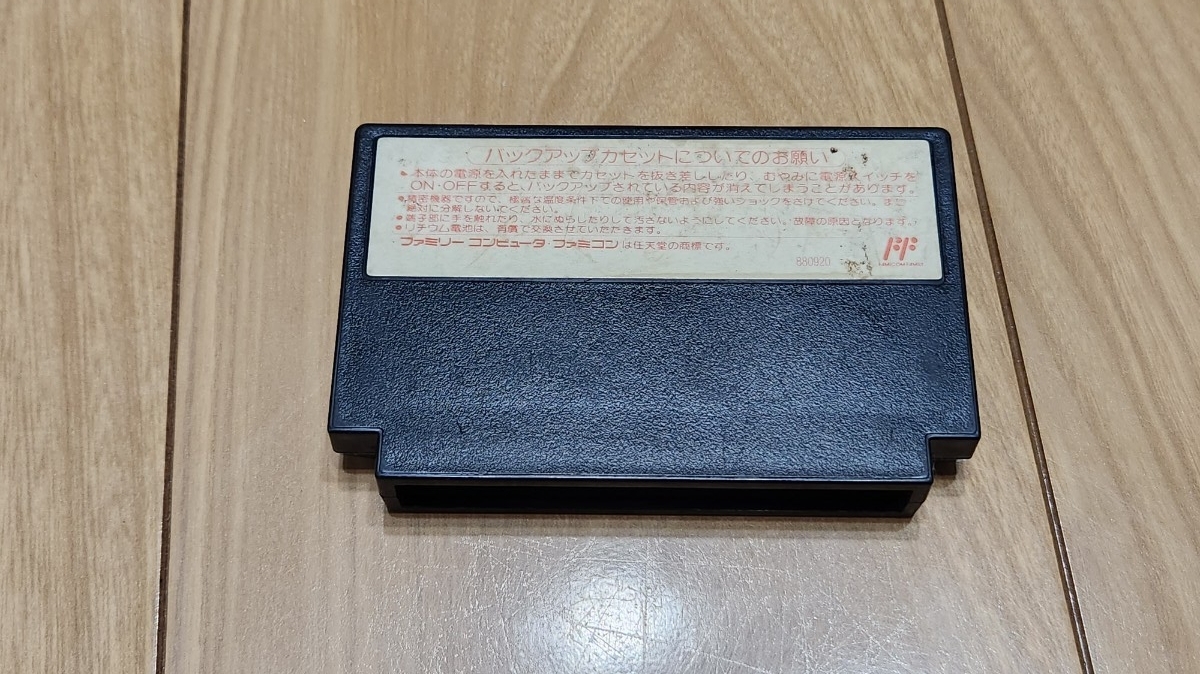 バックアップカセットについてのお願い
●本体の電源を入れたままでカセットを抜き差ししたり、むやみに電源スイッチを
ON・OFFすると、バックアップされている内容が消えてしまうことがあります。
●精密機器ですので、極端な温度条件下での使用や保管および強いショックをさけてください。また
絶対に分解しないでください。
●端子部に手を触れたり、水にぬらしたりして汚さないようにしてください。故障の原因となります。
●リチウム電池は、有償で交換させていただきます。
ファミリーコンピュータ・ファミコンは任天堂の商標です。
880920
FF